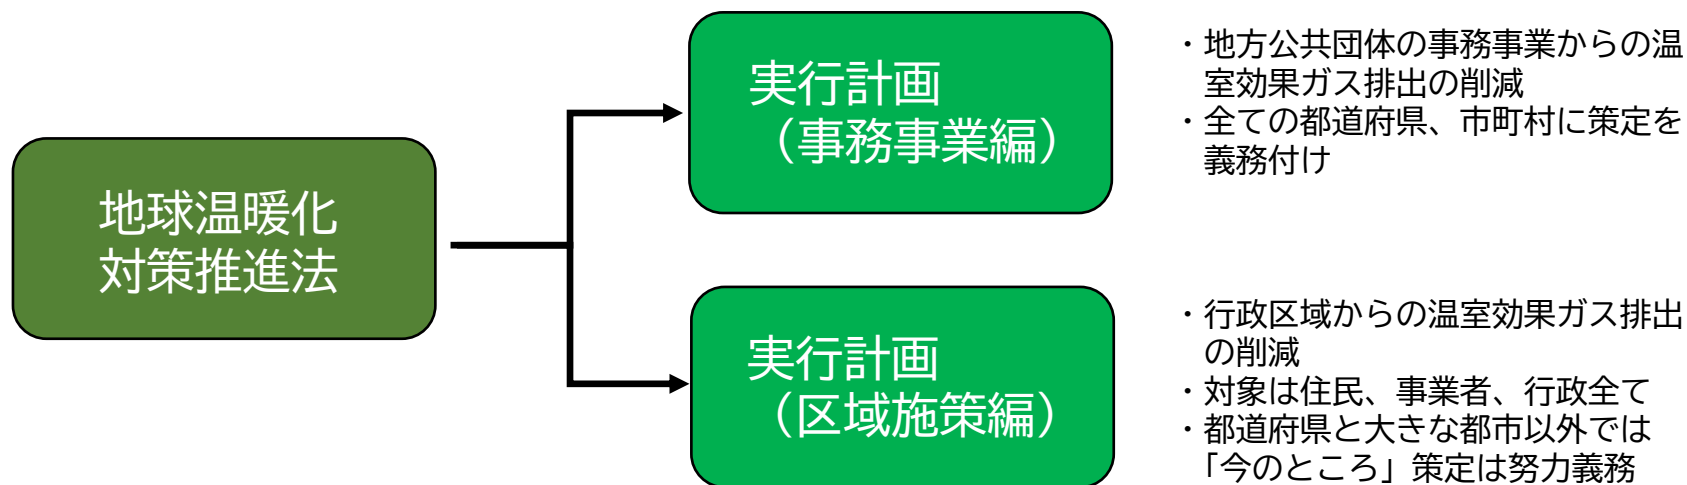 地球温暖化
対策推進法
実行計画
（事務事業編）
・地方公共団体の事務事業からの温
室効果ガス排出の削減
・全ての都道府県、市町村に策定を
義務付け
実行計画
（区域施策編）
・行政区域からの温室効果ガス排出
の削減
・対象は住民、事業者、行政全て
・都道府県と大きな都市以外では
「今のところ」策定は努力義務